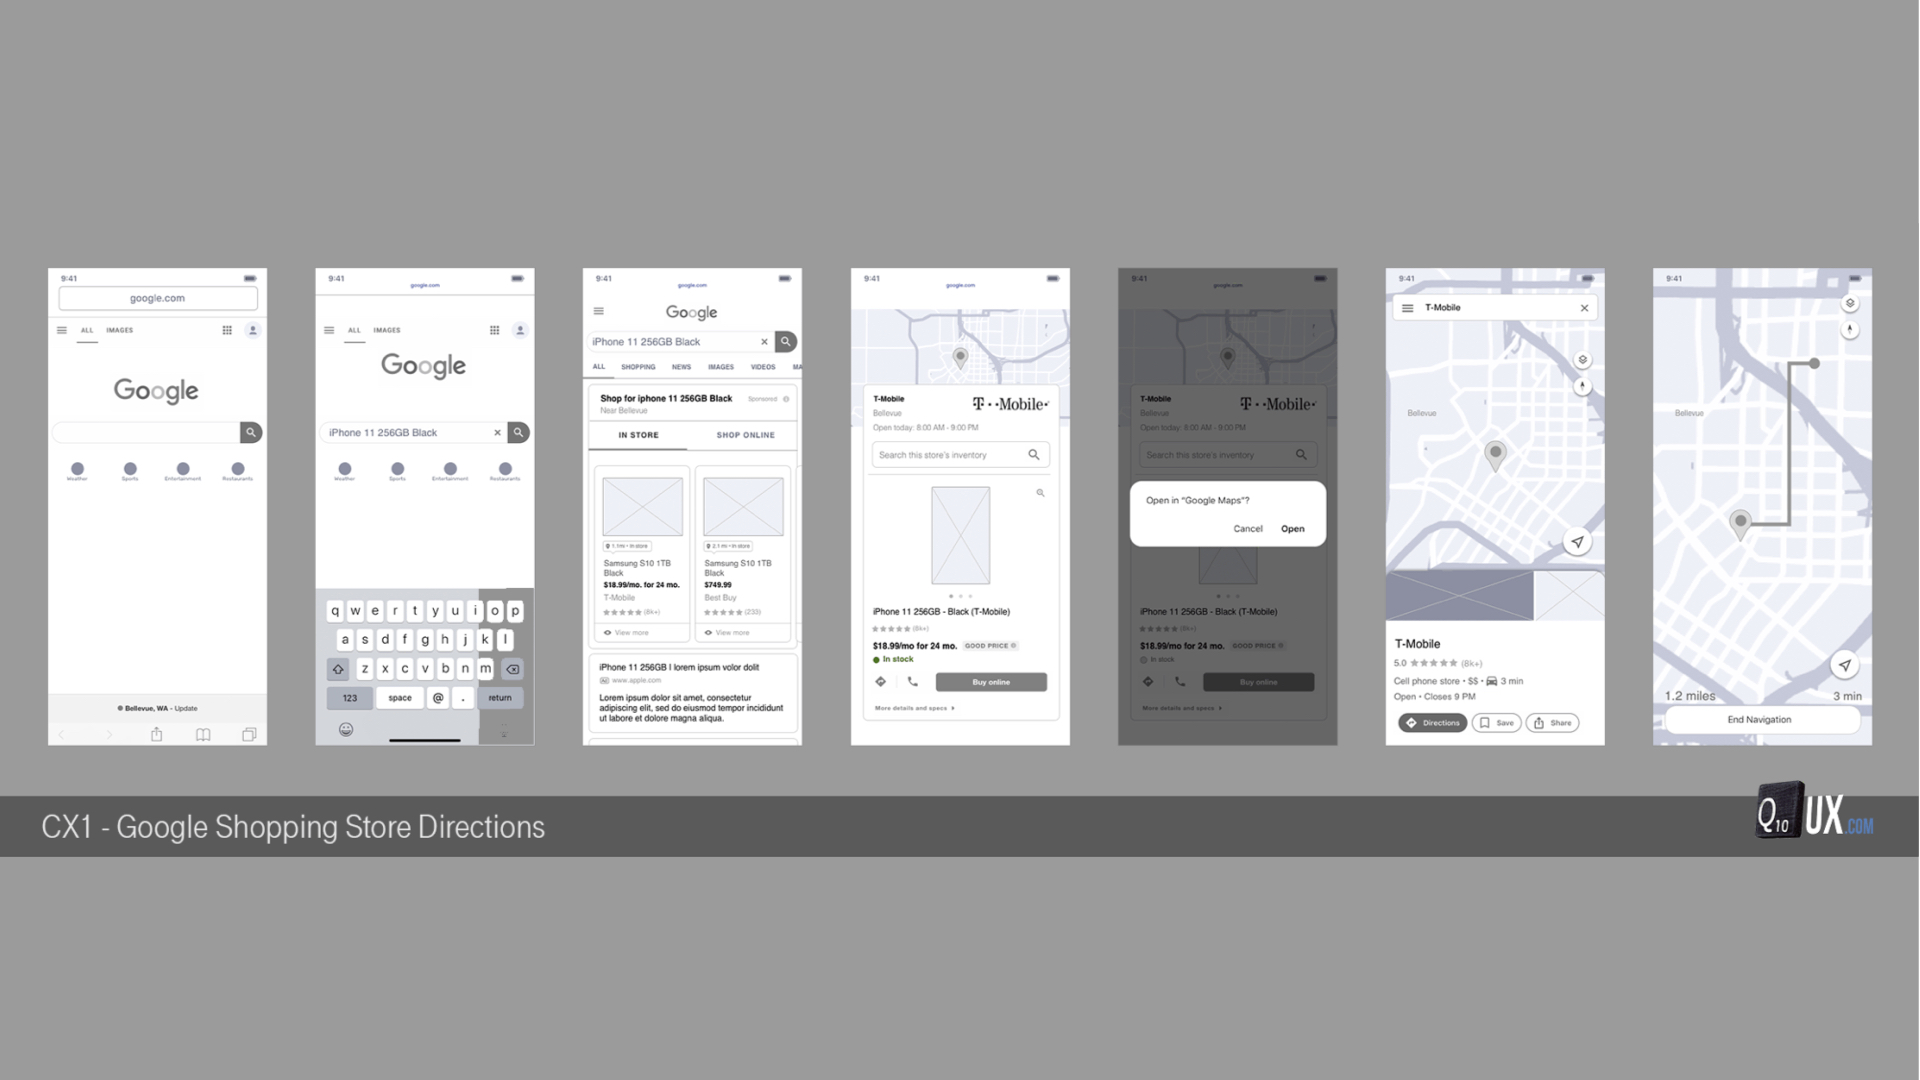 9:41
google.com
ALL IMAGES
Google
Weather Sports Entertainment Restaurants
Bellevue, WA - Update
9:41
google.com
ALL IMAGES
Google
iPhone 11 256GB Black
Weather Sports Entertainment Restaurants
q w e r t y u i o p
a s d f g h j k l
z x c v b n m
123 space @ . return
9:41
google.com
Google
iPhone 11 256GB Black
ALL SHOPPING NEWS IMAGES VIDEOS MA
Shop for iphone 11 256GB Black Sponsored
Near Bellevue
IN STORE SHOP ONLINE
1.1mi • In store
Samsung S10 1TB
Black
$18.99/mo. for 24 mo.
T-Mobile
(8k+)
View more
2.1 mi • In store
Samsung S10 1TB
Black
$749.99
Best Buy
(233)
View more
iPhone 11 256GB I lorem ipsum volor dolit
Ad www.apple.com
Lorem ipsum dolor sit amet, consectetur
adipiscing elit, sed do eiusmod tempor incididunt
ut labore et dolore magna aliqua.
9:41
google.com
T-Mobile
T··Mobile·
Bellevue
Open today: 8:00 AM - 9:00 PM
Search this store's inventory
iPhone 11 256GB - Black (T-Mobile)
(8k+)
$18.99/mo. for 24 mo. GOOD PRICE
In stock
Buy online
More details and specs
9:41
google.com
T-Mobile
T··Mobile·
Bellevue
Open today: 8:00 AM - 9:00 PM
Search this store's inventory
Open in "Google Maps"?
Cancel Open
iPhone 11 256GB - Black (T-Mobile)
(8k+)
$18.99/mo. for 24 mo. GOOD PRICE
In stock
Buy online
More details and specs
9:41
T-Mobile
Bellevue
T-Mobile
5.0 (8k+)
Cell phone store • $$ • 3 min
Open • Closes 9 PM
Directions Save Share
9:41
Bellevue
1.2 miles 3 min
End Navigation
CX1 - Google Shopping Store Directions
Q10UX.COM